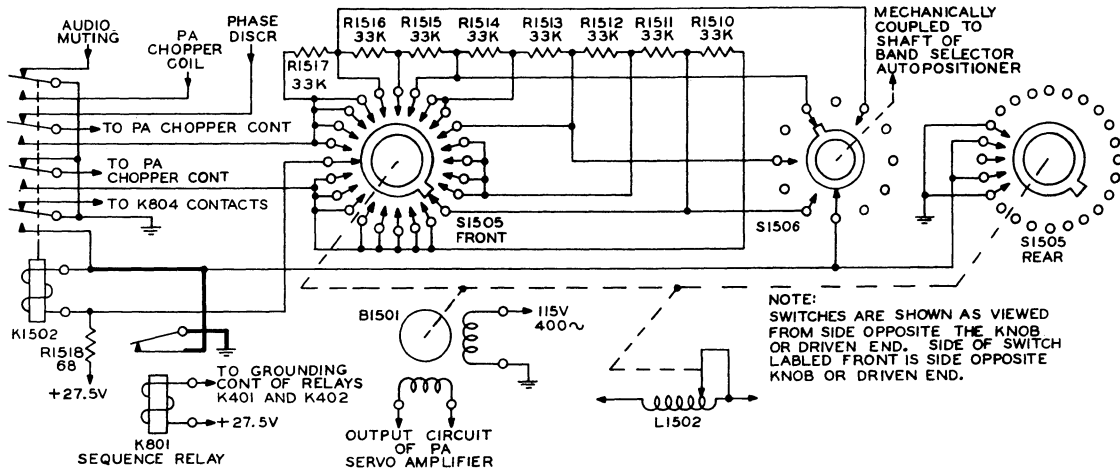 AUDIO
MUTING
PA
CHOPPER
COIL
PHASE
DISCR
R1516
33K
R1515
33K
R1514
33K
R1513
33K
R1512
33K
R1511
33K
R1510
33K
R1517
33K
MECHANICALLY
COUPLED TO
SHAFT OF
BAND SELECTOR
AUTOPOSITIONER
TO PA CHOPPER CONT
TO PA
CHOPPER CONT
TO K804 CONTACTS
S1505
FRONT
S1506
S1505
REAR
K1502
R1518
68
+27.5V
K801
SEQUENCE RELAY
TO GROUNDING
CONT OF RELAYS
K401 AND K402
+27.5V
B1501
115V
400~
OUTPUT CIRCUIT
OF PA
SERVO AMPLIFIER
L1502
NOTE:
SWITCHES ARE SHOWN AS VIEWED
FROM SIDE OPPOSITE THE KNOB
OR DRIVEN END. SIDE OF SWITCH
LABLED FRONT IS SIDE OPPOSITE
KNOB OR DRIVEN END.